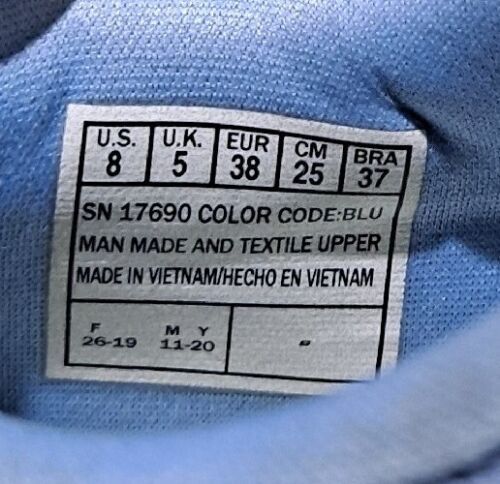 U.S. U.K. EUR CM BRA
8 5 38 25 37
SN 17690 COLOR CODE:BLU
MAN MADE AND TEXTILE UPPER
MADE IN VIETNAM/HECHO EN VIETNAM
F M Y
26-19 11-20